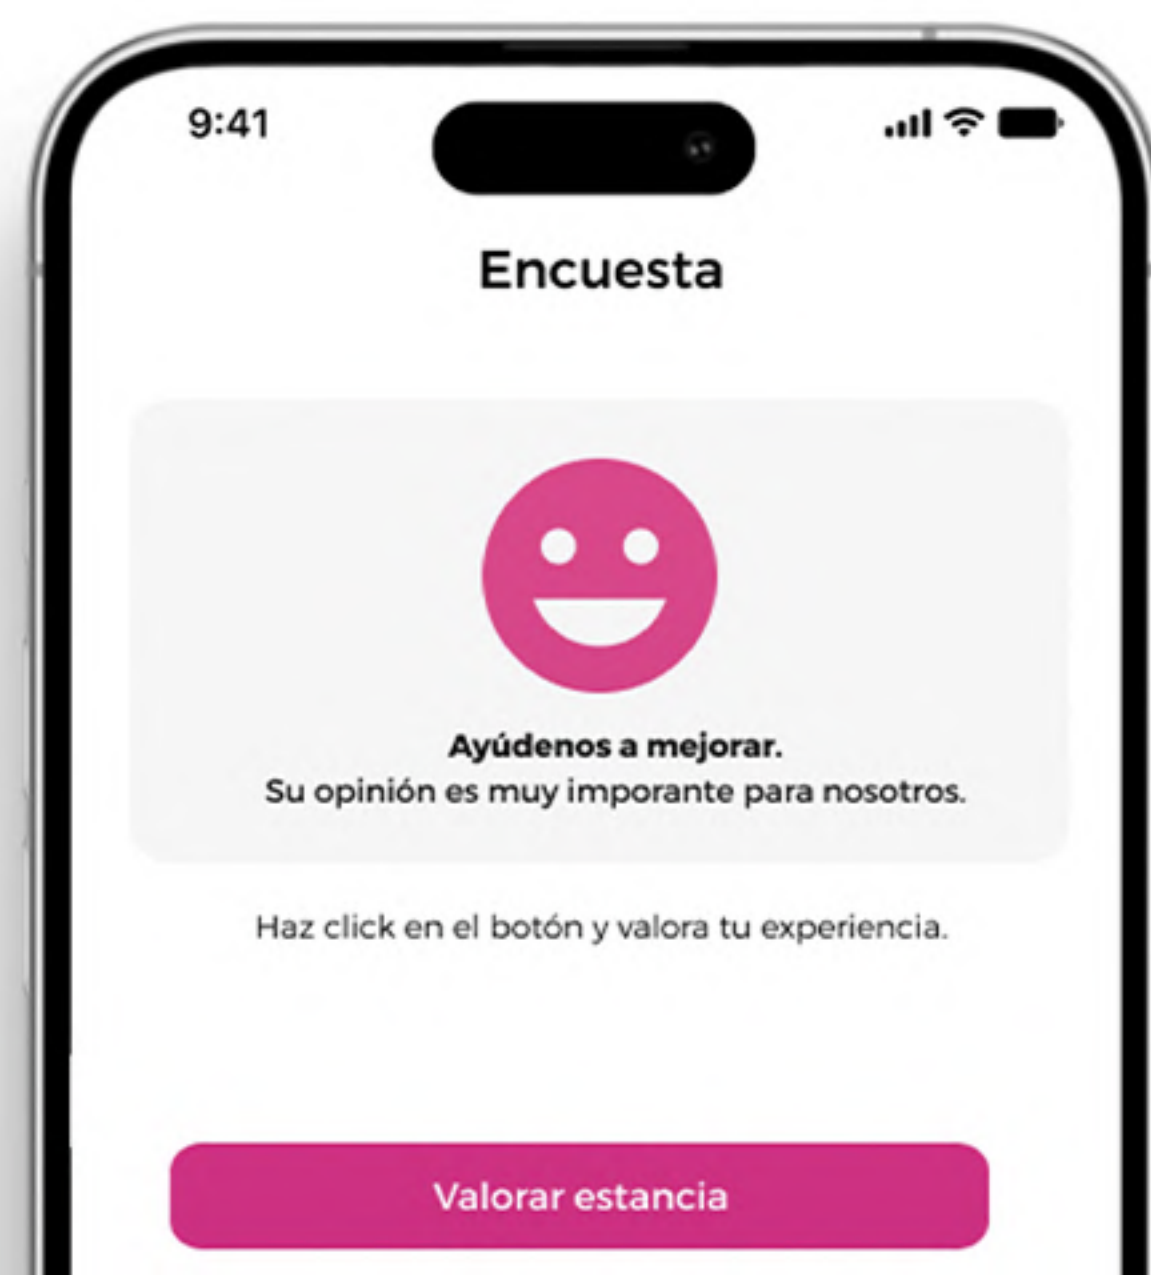 9:41
Encuesta
Ayúdenos a mejorar.
Su opinión es muy imporante para nosotros.
Haz click en el botón y valora tu experiencia.
Valorar estancia